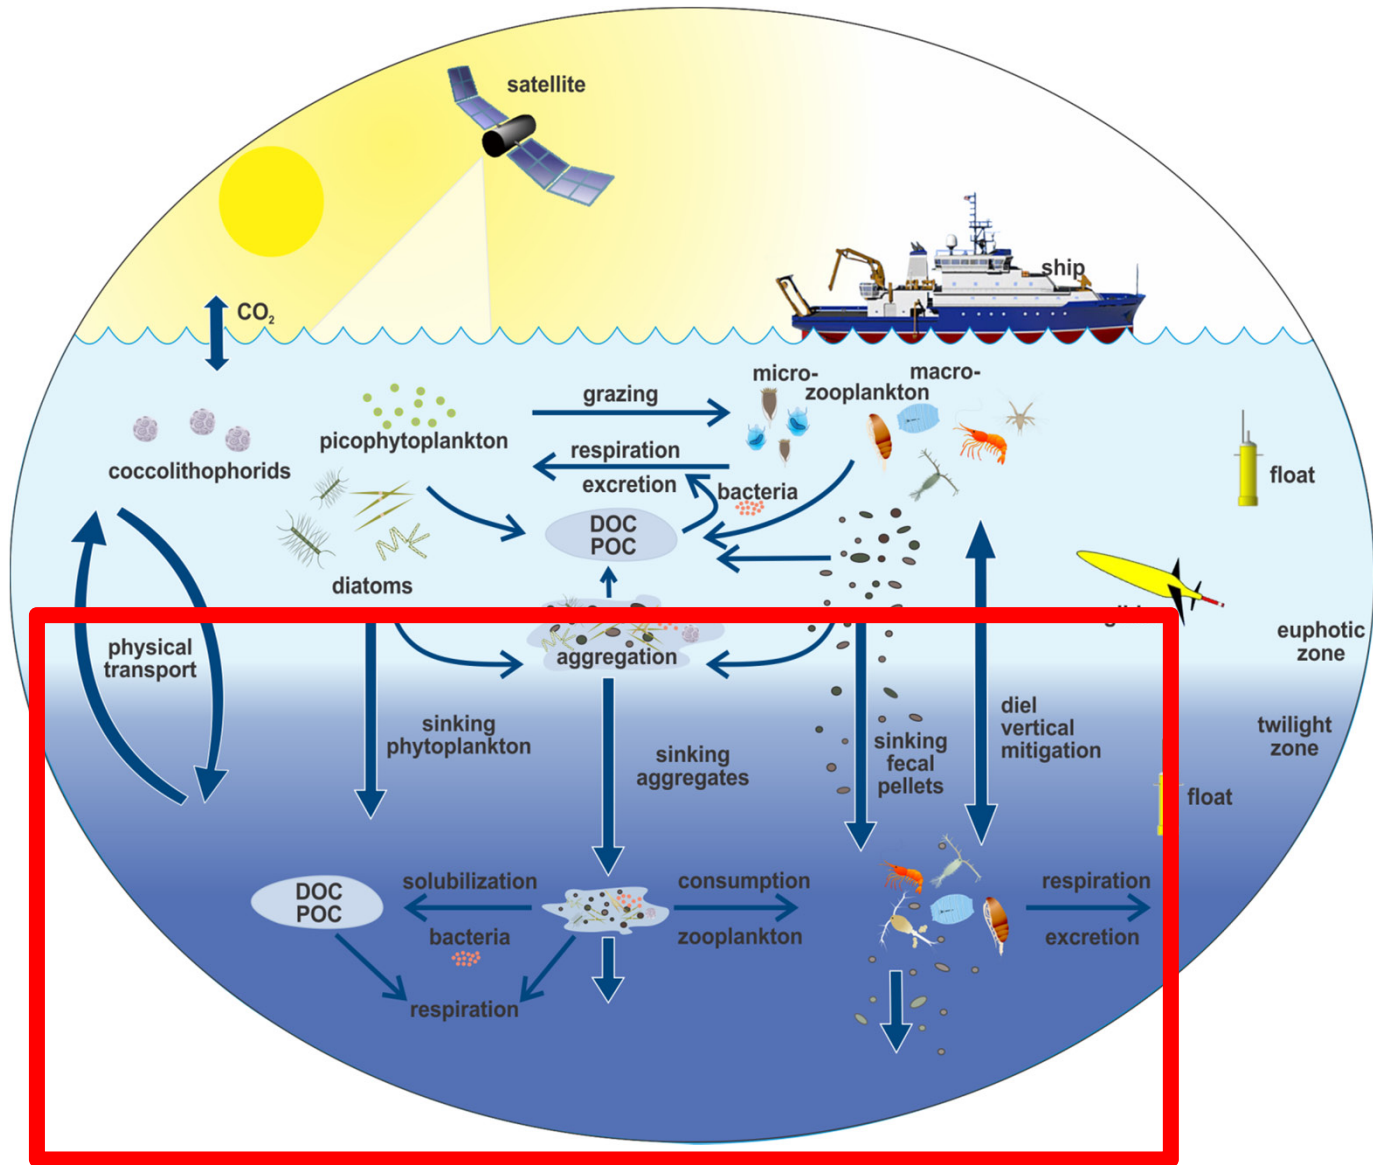 satellite
ship
CO₂
micro-
macro-
zooplankton
grazing
picophytoplankton
coccolithophorids
respiration
excretion
bacteria
float
DOC
POC
diatoms
physical
transport
aggregation
euphotic
zone
sinking
phytoplankton
sinking
aggregates
sinking
fecal
pellets
diel
vertical
mitigation
twilight
zone
float
DOC
POC
solubilization
bacteria
consumption
zooplankton
respiration
excretion
respiration